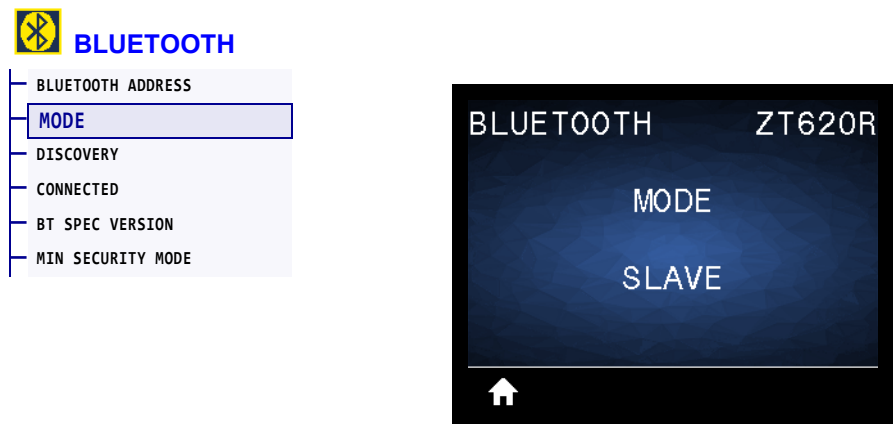 BLUETOOTH
BLUETOOTH ADDRESS
MODE
DISCOVERY
CONNECTED
BT SPEC VERSION
MIN SECURITY MODE
BLUETOOTH ZT620R
MODE
SLAVE